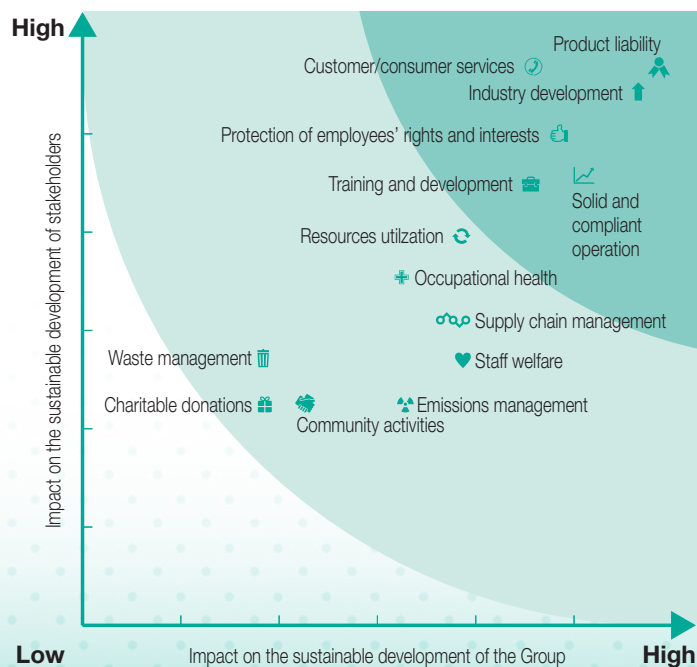 High
Product liability
Customer/consumer services
Industry development
Protection of employees' rights and interests
Training and development
Solid and
compliant
operation
Resources utilzation
Occupational health
Supply chain management
Waste management
Staff welfare
Charitable donations
Emissions management
Community activities
Impact on the sustainable development of stakeholders
Low
Impact on the sustainable development of the Group
High